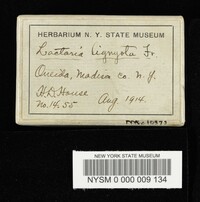 HERBARIUM N. Y. STATE MUSEUM
Lactaria lignyota Fr.
Oneida, Madison Co. N. Y.
H. D. House
No. 14.55 Aug. 1914.
NEW YORK STATE MUSEUM
NYSM 0 000 009 134